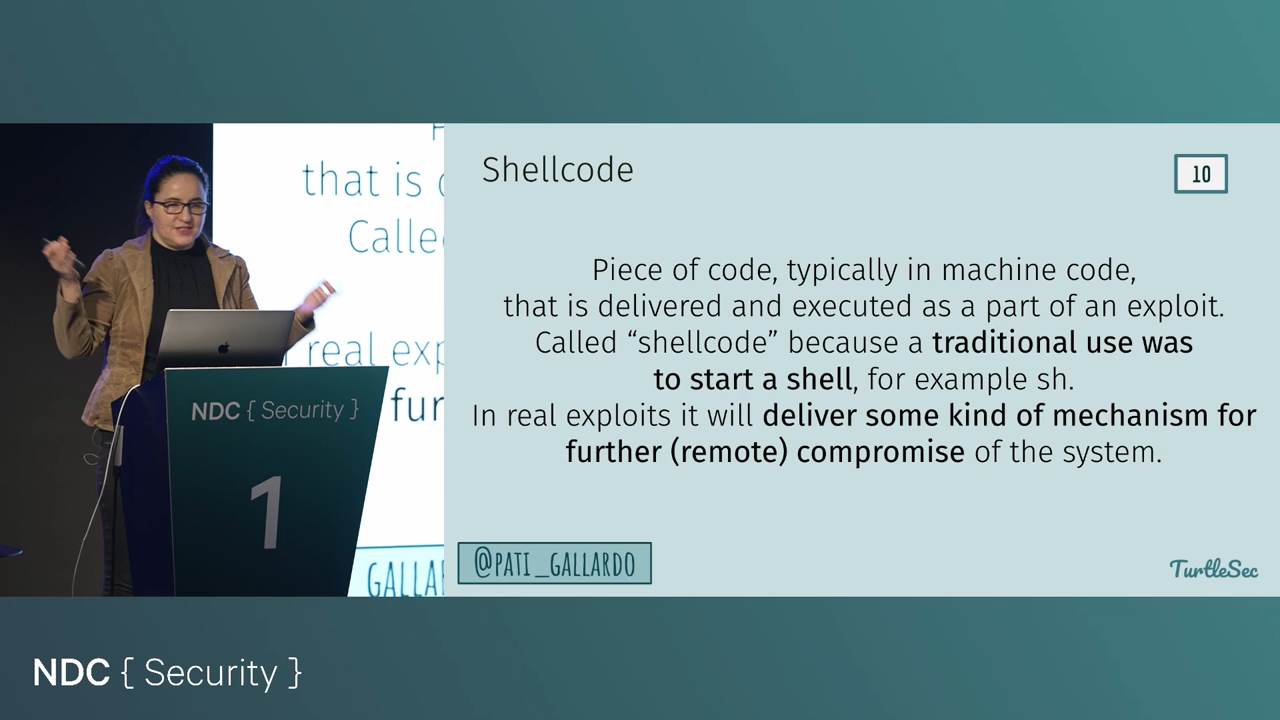 that is
Calle
real exp
fur
GALLAR
NDC { Security }
1
Shellcode
10
Piece of code, typically in machine code,
that is delivered and executed as a part of an exploit.
Called “shellcode” because a traditional use was
to start a shell, for example sh.
In real exploits it will deliver some kind of mechanism for
further (remote) compromise of the system.
@PATI_GALLARDO
TurtleSec
NDC { Security }